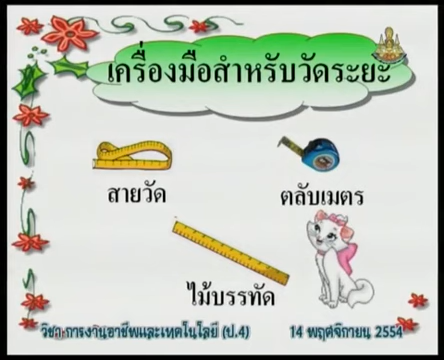 เครื่องมือสำหรับวัดระยะ
สายวัด
ตลับเมตร
ไม้บรรทัด
วิชา การงานอาชีพและเทคโนโลยี (ป.4) 14 พฤศจิกายน 2554